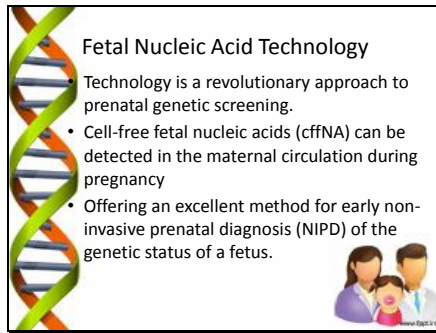 Fetal Nucleic Acid Technology
• Technology is a revolutionary approach to
prenatal genetic screening.
• Cell-free fetal nucleic acids (cffNA) can be
detected in the maternal circulation during
pregnancy
• Offering an excellent method for early non-
invasive prenatal diagnosis (NIPD) of the
genetic status of a fetus.